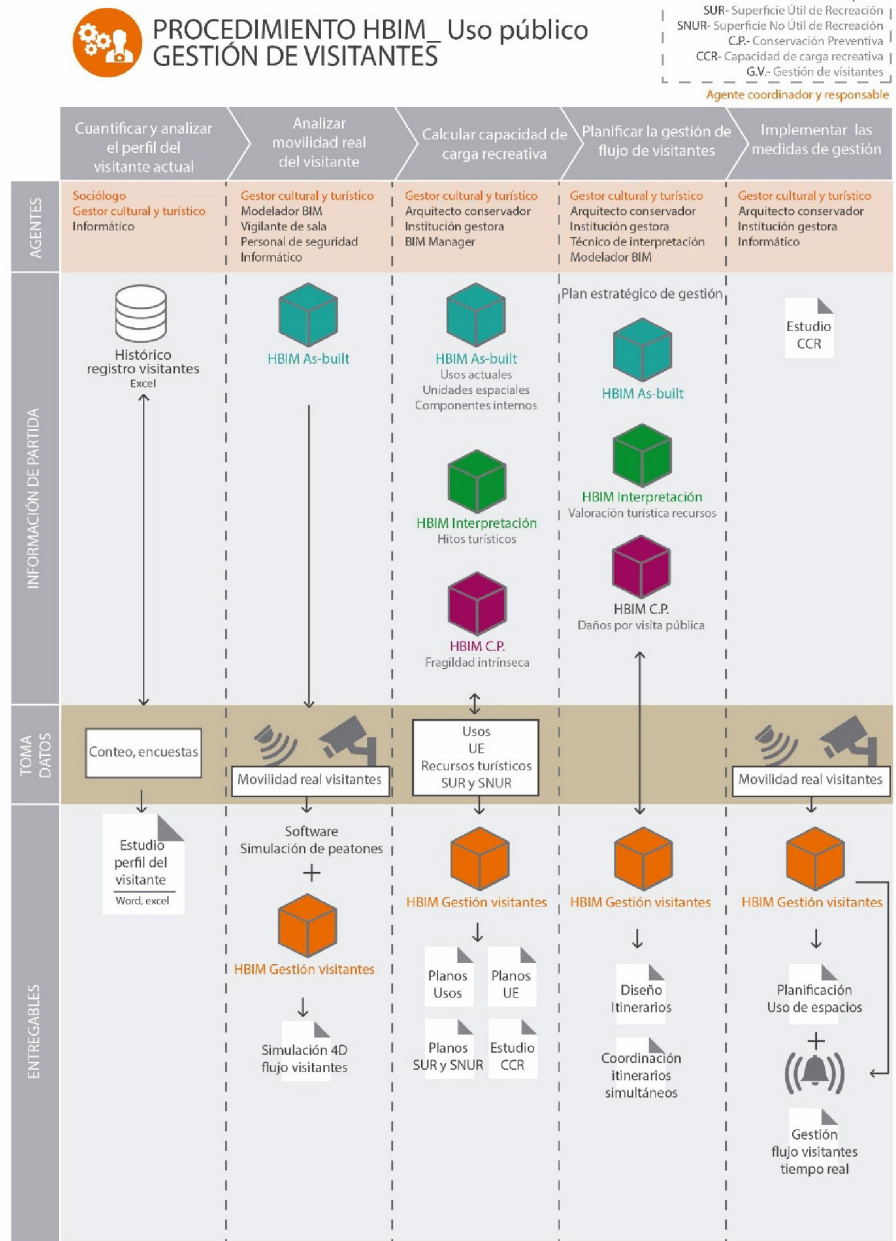 PROCEDIMIENTO HBIM_ Uso público
GESTIÓN DE VISITANTES
SUR- Superficie Útil de Recreación
SNUR- Superficie No Útil de Recreación
C.P.- Conservación Preventiva
CCR- Capacidad de carga recreativa
G.V.- Gestión de visitantes
Agente coordinador y responsable
Cuantificar y analizar
el perfil del
visitante actual
Analizar
movilidad real
del visitante
Calcular capacidad de
carga recreativa
Planificar la gestión de
flujo de visitantes
Implementar las
medidas de gestión
AGENTES
Sociólogo
Gestor cultural y turístico
Informático
Gestor cultural y turístico
Modelador BIM
Vigilante de sala
Personal de seguridad
Informático
Gestor cultural y turístico
Arquitecto conservador
Institución gestora
BIM Manager
Gestor cultural y turístico
Arquitecto conservador
Institución gestora
Técnico de interpretación
Modelador BIM
Gestor cultural y turístico
Arquitecto conservador
Institución gestora
Informático
INFORMACIÓN DE PARTIDA
Histórico
registro visitantes
Excel
HBIM As-built
HBIM As-built
Usos actuales
Unidades espaciales
Componentes internos
HBIM Interpretación
Hitos turísticos
HBIM C.P.
Fragildad intrínseca
Plan estratégico de gestión
HBIM As-built
HBIM Interpretación
Valoración turística recursos
HBIM C.P.
Daños por visita pública
Estudio
CCR
TOMA
DATOS
Conteo, encuestas
Movilidad real visitantes
Usos
UE
Recursos turísticos
SUR y SNUR
Movilidad real visitantes
ENTREGABLES
Estudio
perfil del
visitante
Word, excel
Software
Simulación de peatones
+
HBIM Gestión visitantes
Simulación 4D
flujo visitantes
HBIM Gestión visitantes
Planos
Usos
Planos
UE
Planos
SUR y SNUR
Estudio
CCR
HBIM Gestión visitantes
Diseño
Itinerarios
Coordinación
itinerarios
simultáneos
HBIM Gestión visitantes
Planificación
Uso de espacios
+
Gestión
flujo visitantes
tiempo real